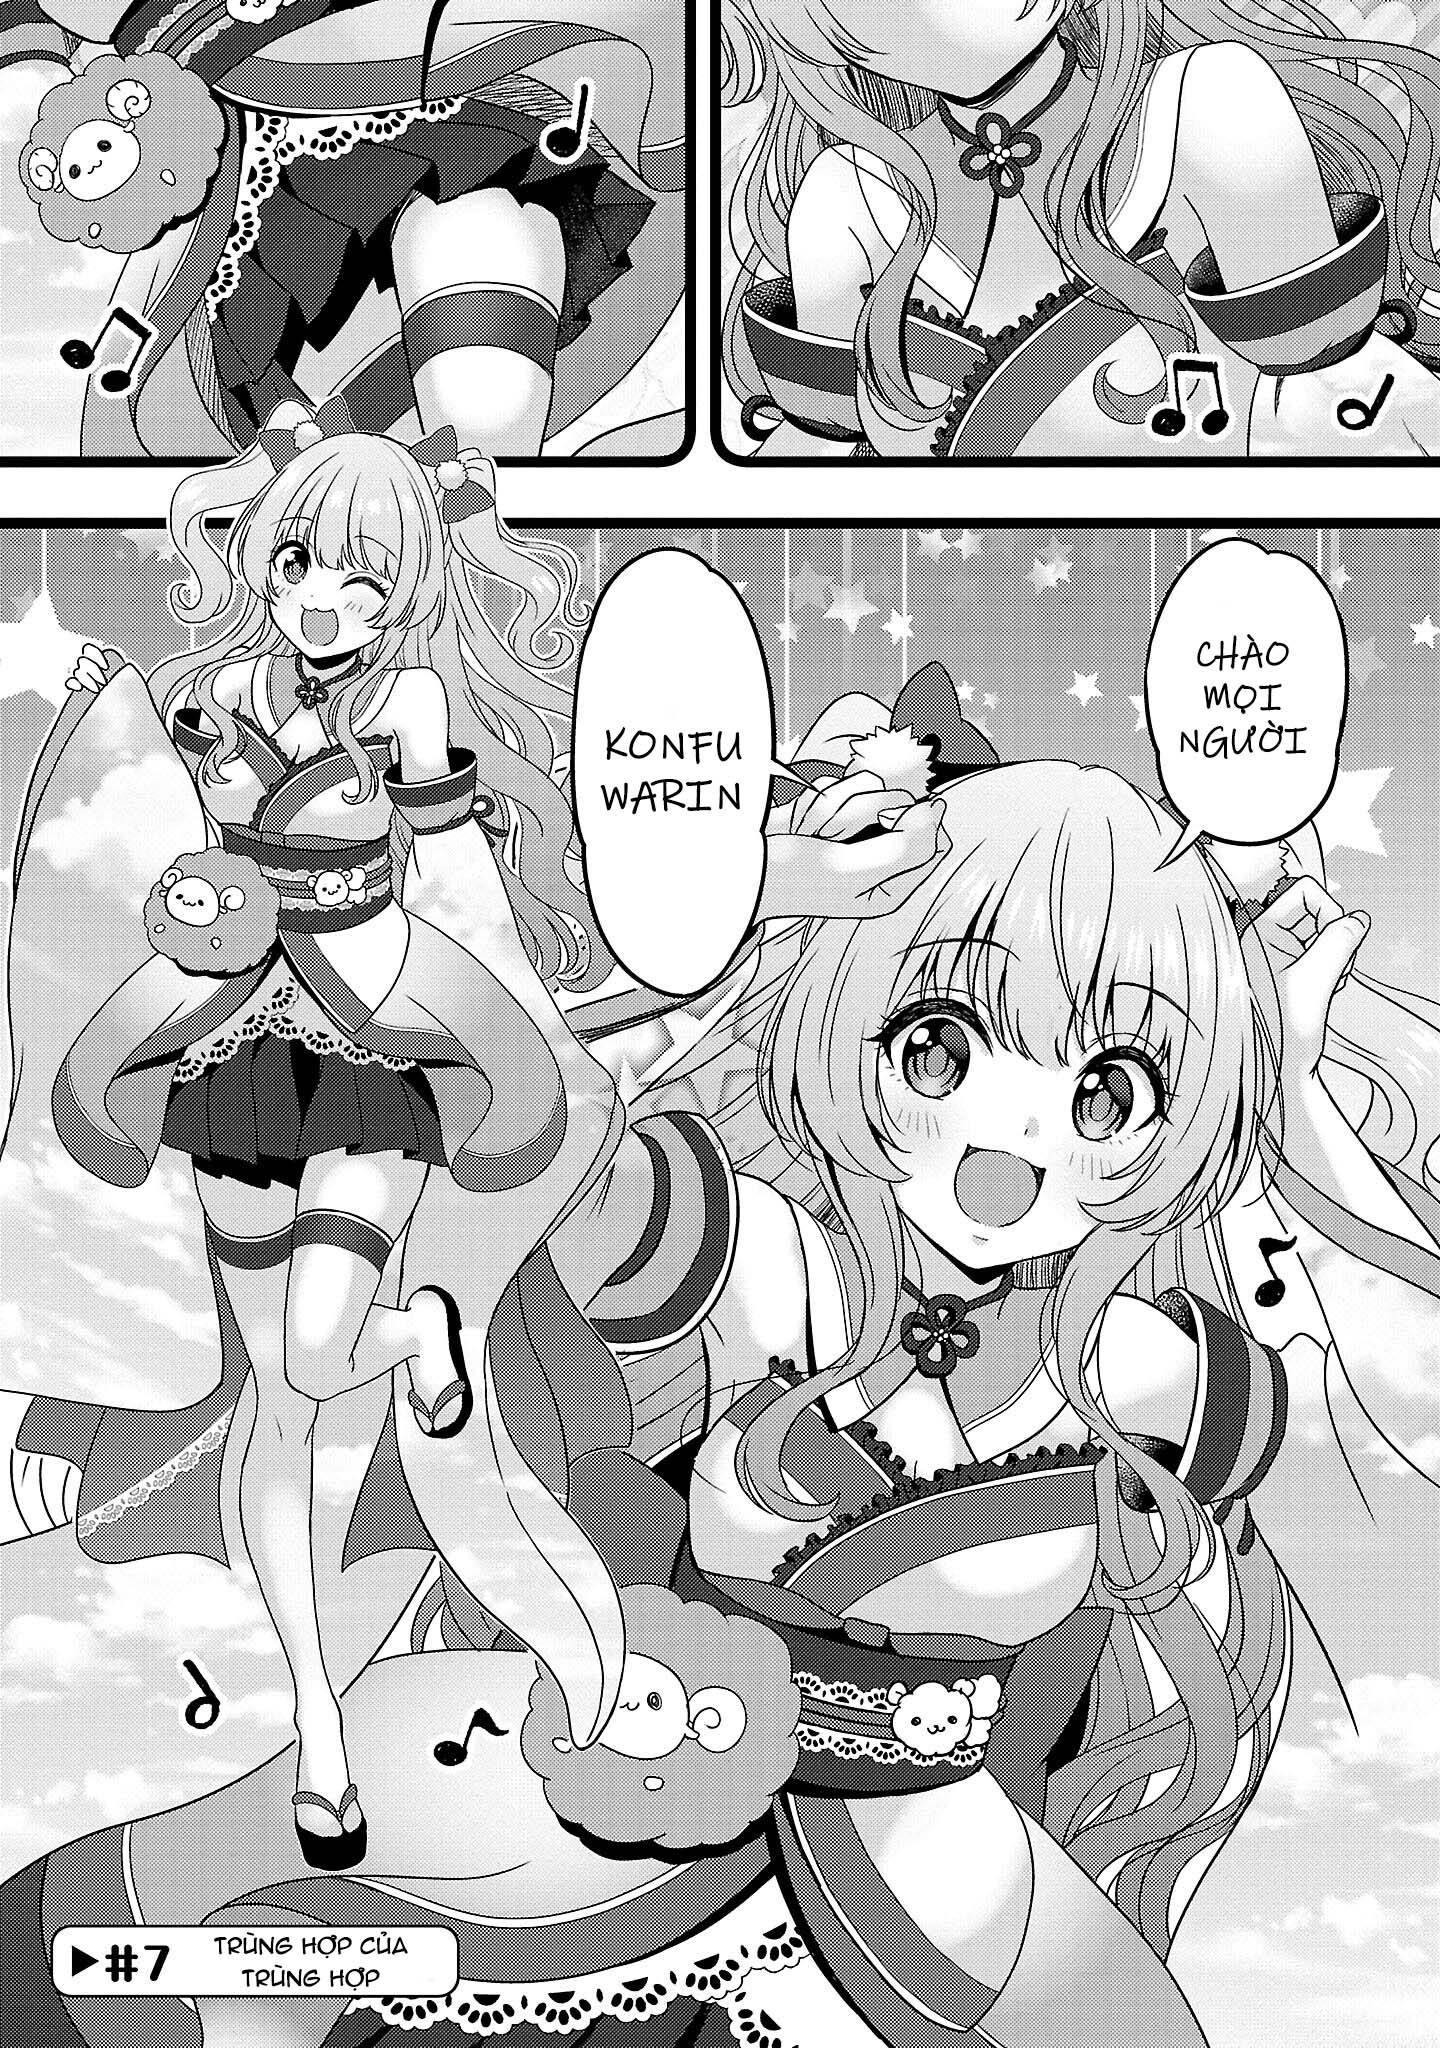 CHÀO
MỌI
NGƯỜI
KONFU
WARIN
#7 TRÙNG HỢP CỦA
TRÙNG HỢP